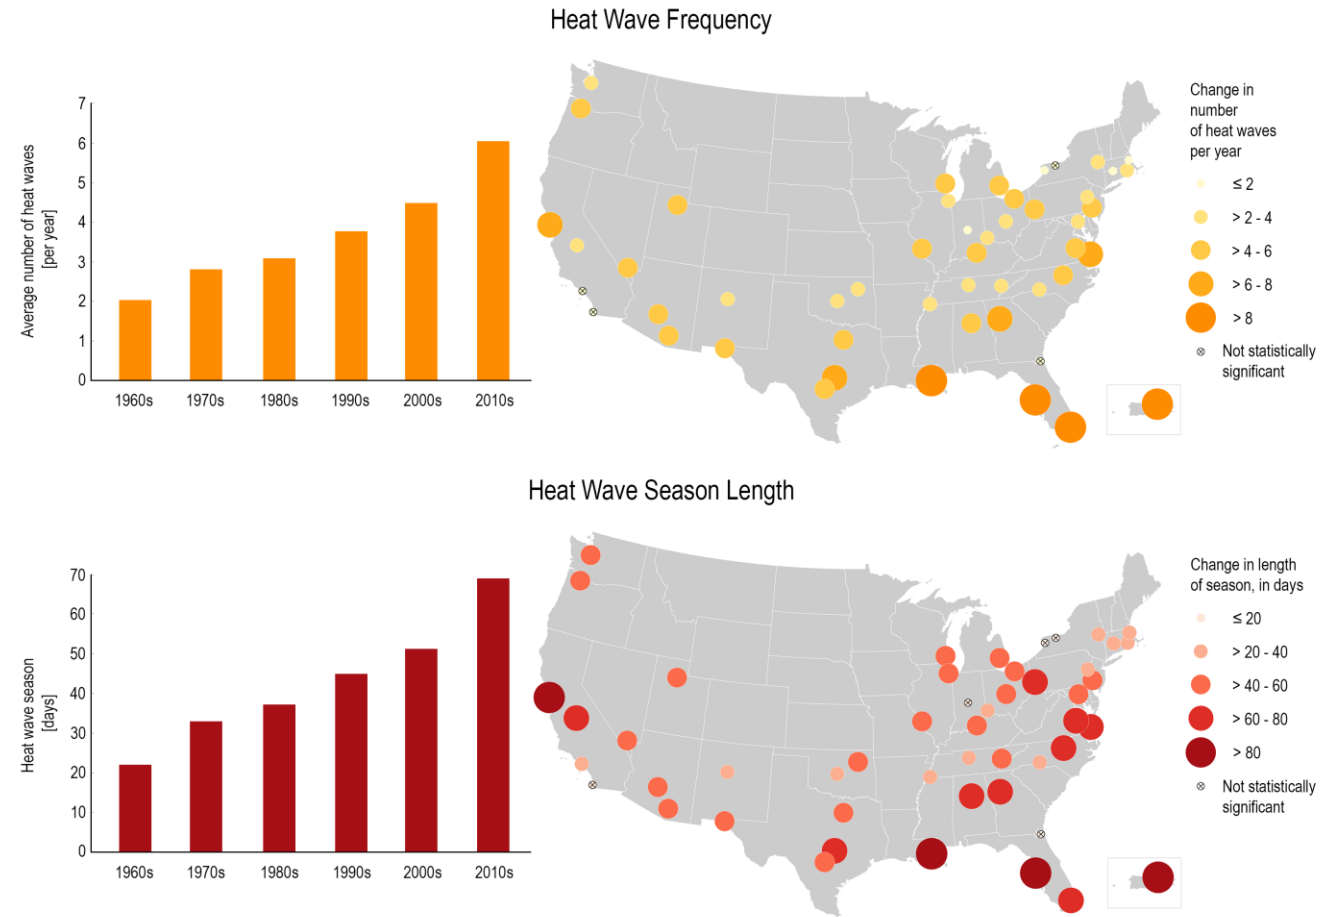 Heat Wave Frequency
Average number of heat waves
[per year]
7
6
5
4
3
2
1
0
1960s
1970s
1980s
1990s
2000s
2010s
Change in
number
of heat waves
per year
≤ 2
> 2 - 4
> 4 - 6
> 6 - 8
> 8
Not statistically
significant
Heat Wave Season Length
Heat wave season
[days]
70
60
50
40
30
20
10
0
1960s
1970s
1980s
1990s
2000s
2010s
Change in length
of season, in days
≤ 20
> 20 - 40
> 40 - 60
> 60 - 80
> 80
Not statistically
significant